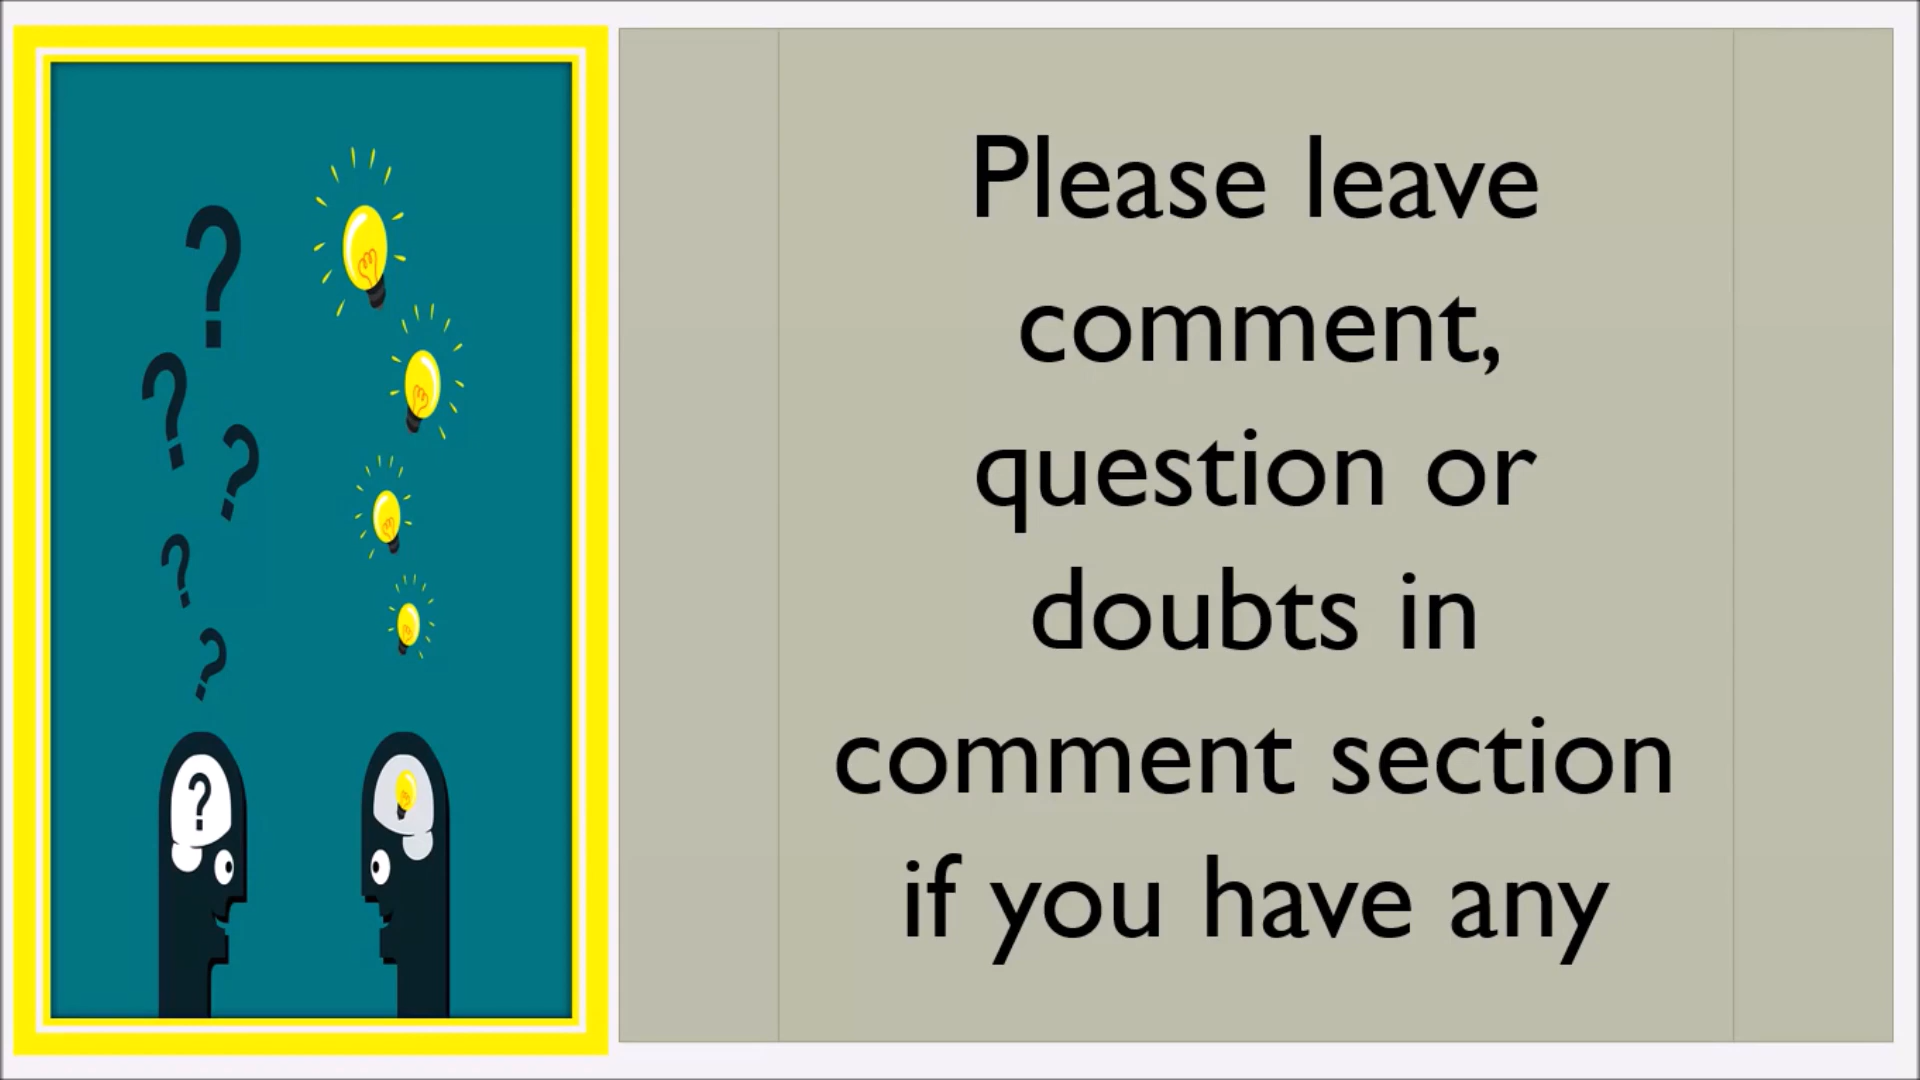 Please leave
comment,
question or
doubts in
comment section
if you have any